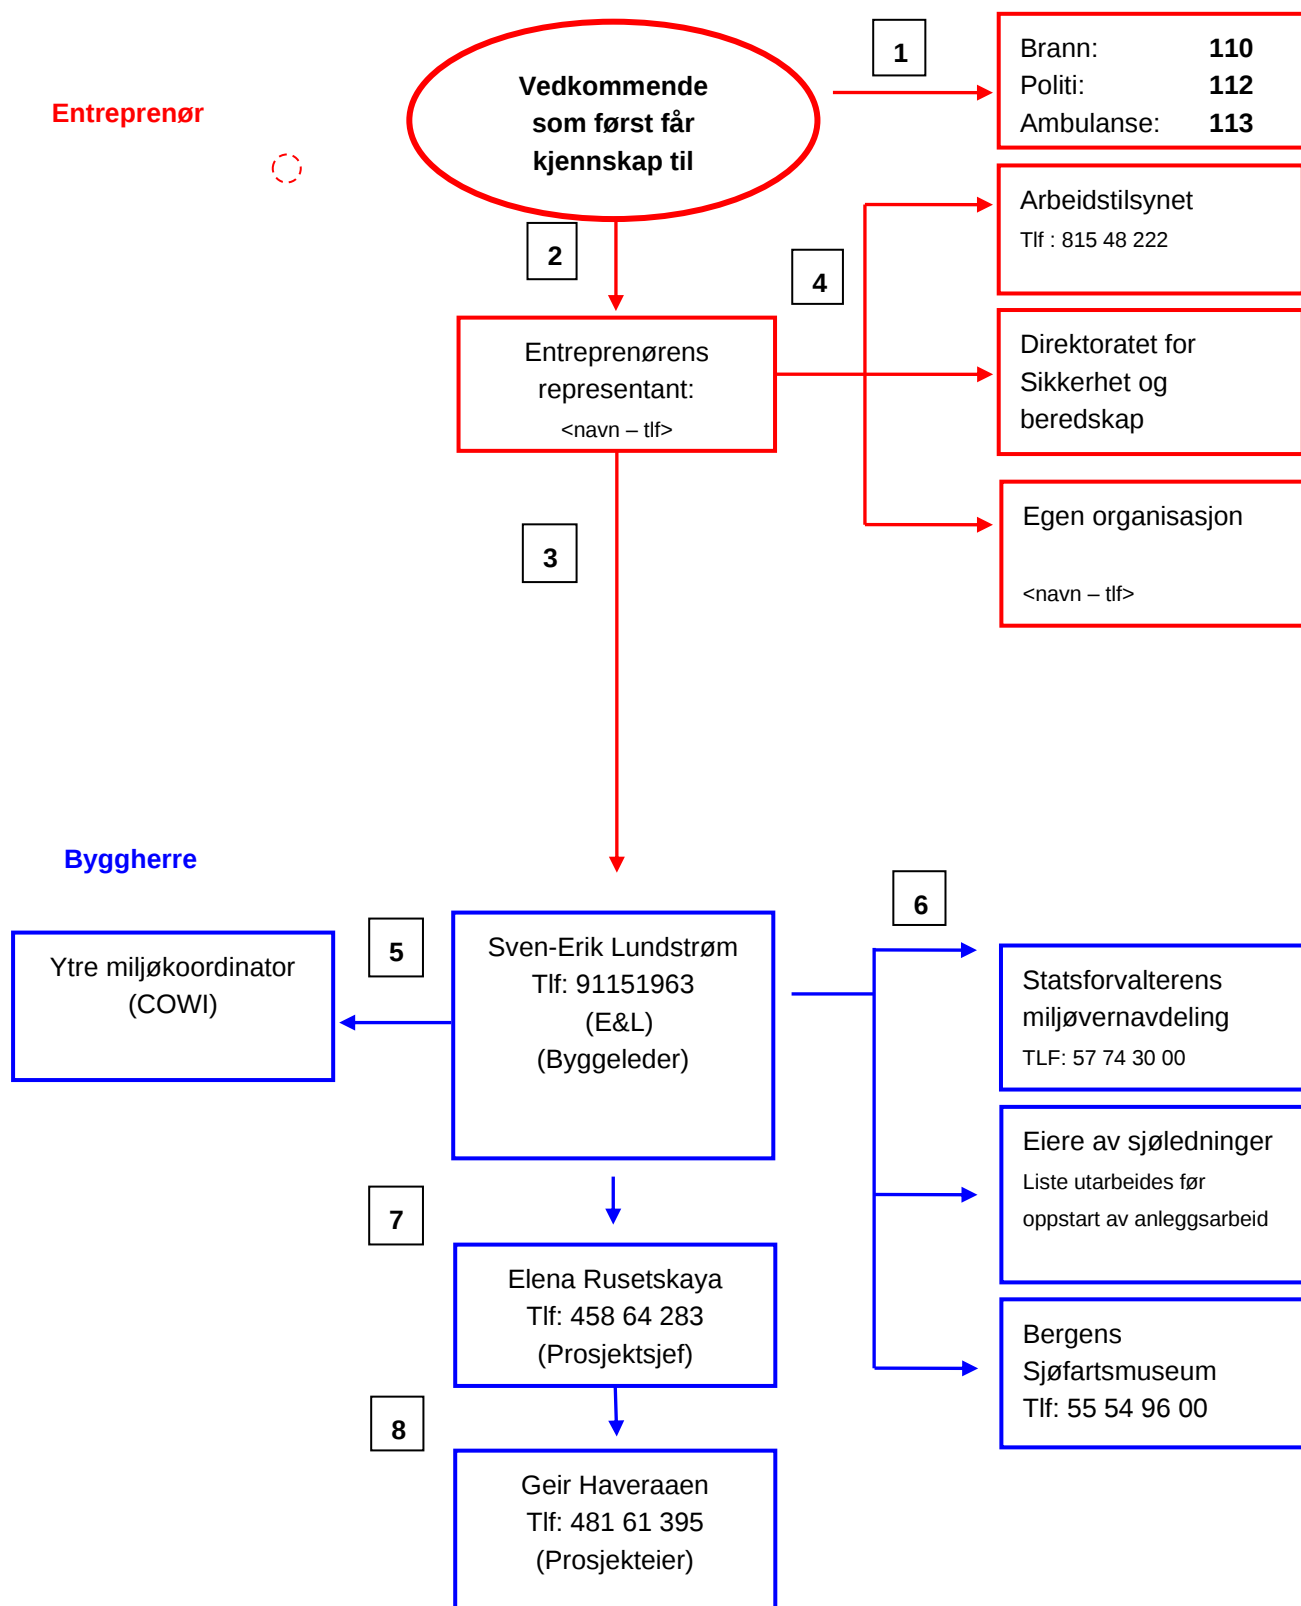 Entreprenør
Vedkommende
som først får
kjennskap til
1
Brann: 110
Politi: 112
Ambulanse: 113
2
4
Arbeidstilsynet
Tlf : 815 48 222
Entreprenørens
representant:
<navn – tlf>
Direktoratet for
Sikkerhet og
beredskap
3
Egen organisasjon
<navn – tlf>
Byggherre
5
Ytre miljøkoordinator
(COWI)
Sven-Erik Lundstrøm
Tlf: 91151963
(E&L)
(Byggeleder)
6
Statsforvalterens
miljøvernavdeling
TLF: 57 74 30 00
Eiere av sjøledninger
Liste utarbeides før
oppstart av anleggsarbeid
Bergens
Sjøfartsmuseum
Tlf: 55 54 96 00
7
Elena Rusetskaya
Tlf: 458 64 283
(Prosjektsjef)
8
Geir Haveraaen
Tlf: 481 61 395
(Prosjekteier)